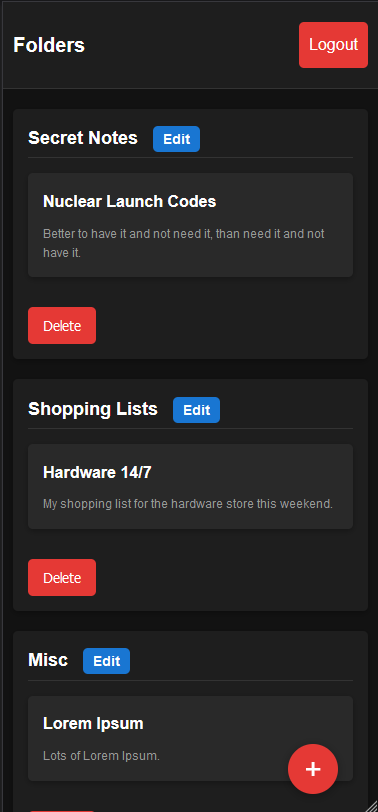 Folders
Logout
Secret Notes
Edit
Nuclear Launch Codes
Better to have it and not need it, than need it and not
have it.
Delete
Shopping Lists
Edit
Hardware 14/7
My shopping list for the hardware store this weekend.
Delete
Misc
Edit
Lorem Ipsum
Lots of Lorem Ipsum.
+